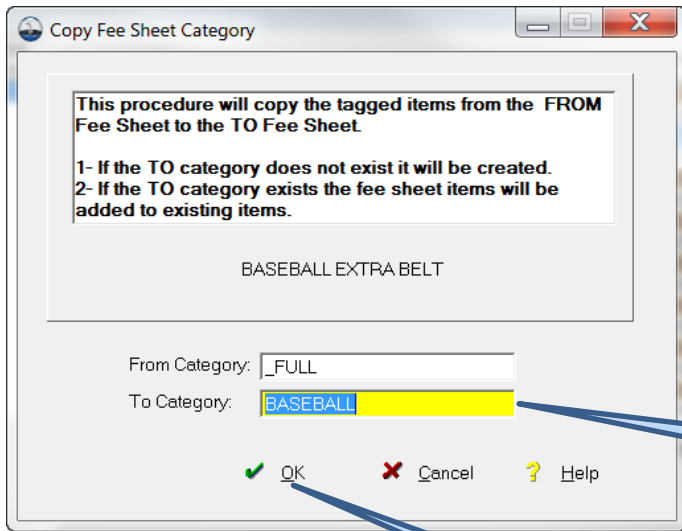 Copy Fee Sheet Category
This procedure will copy the tagged items from the FROM
Fee Sheet to the TO Fee Sheet.
1- If the TO category does not exist it will be created.
2- If the TO category exists the fee sheet items will be
added to existing items.
BASEBALL EXTRA BELT
From Category: _FULL
To Category: BASEBALL
OK Cancel ? Help